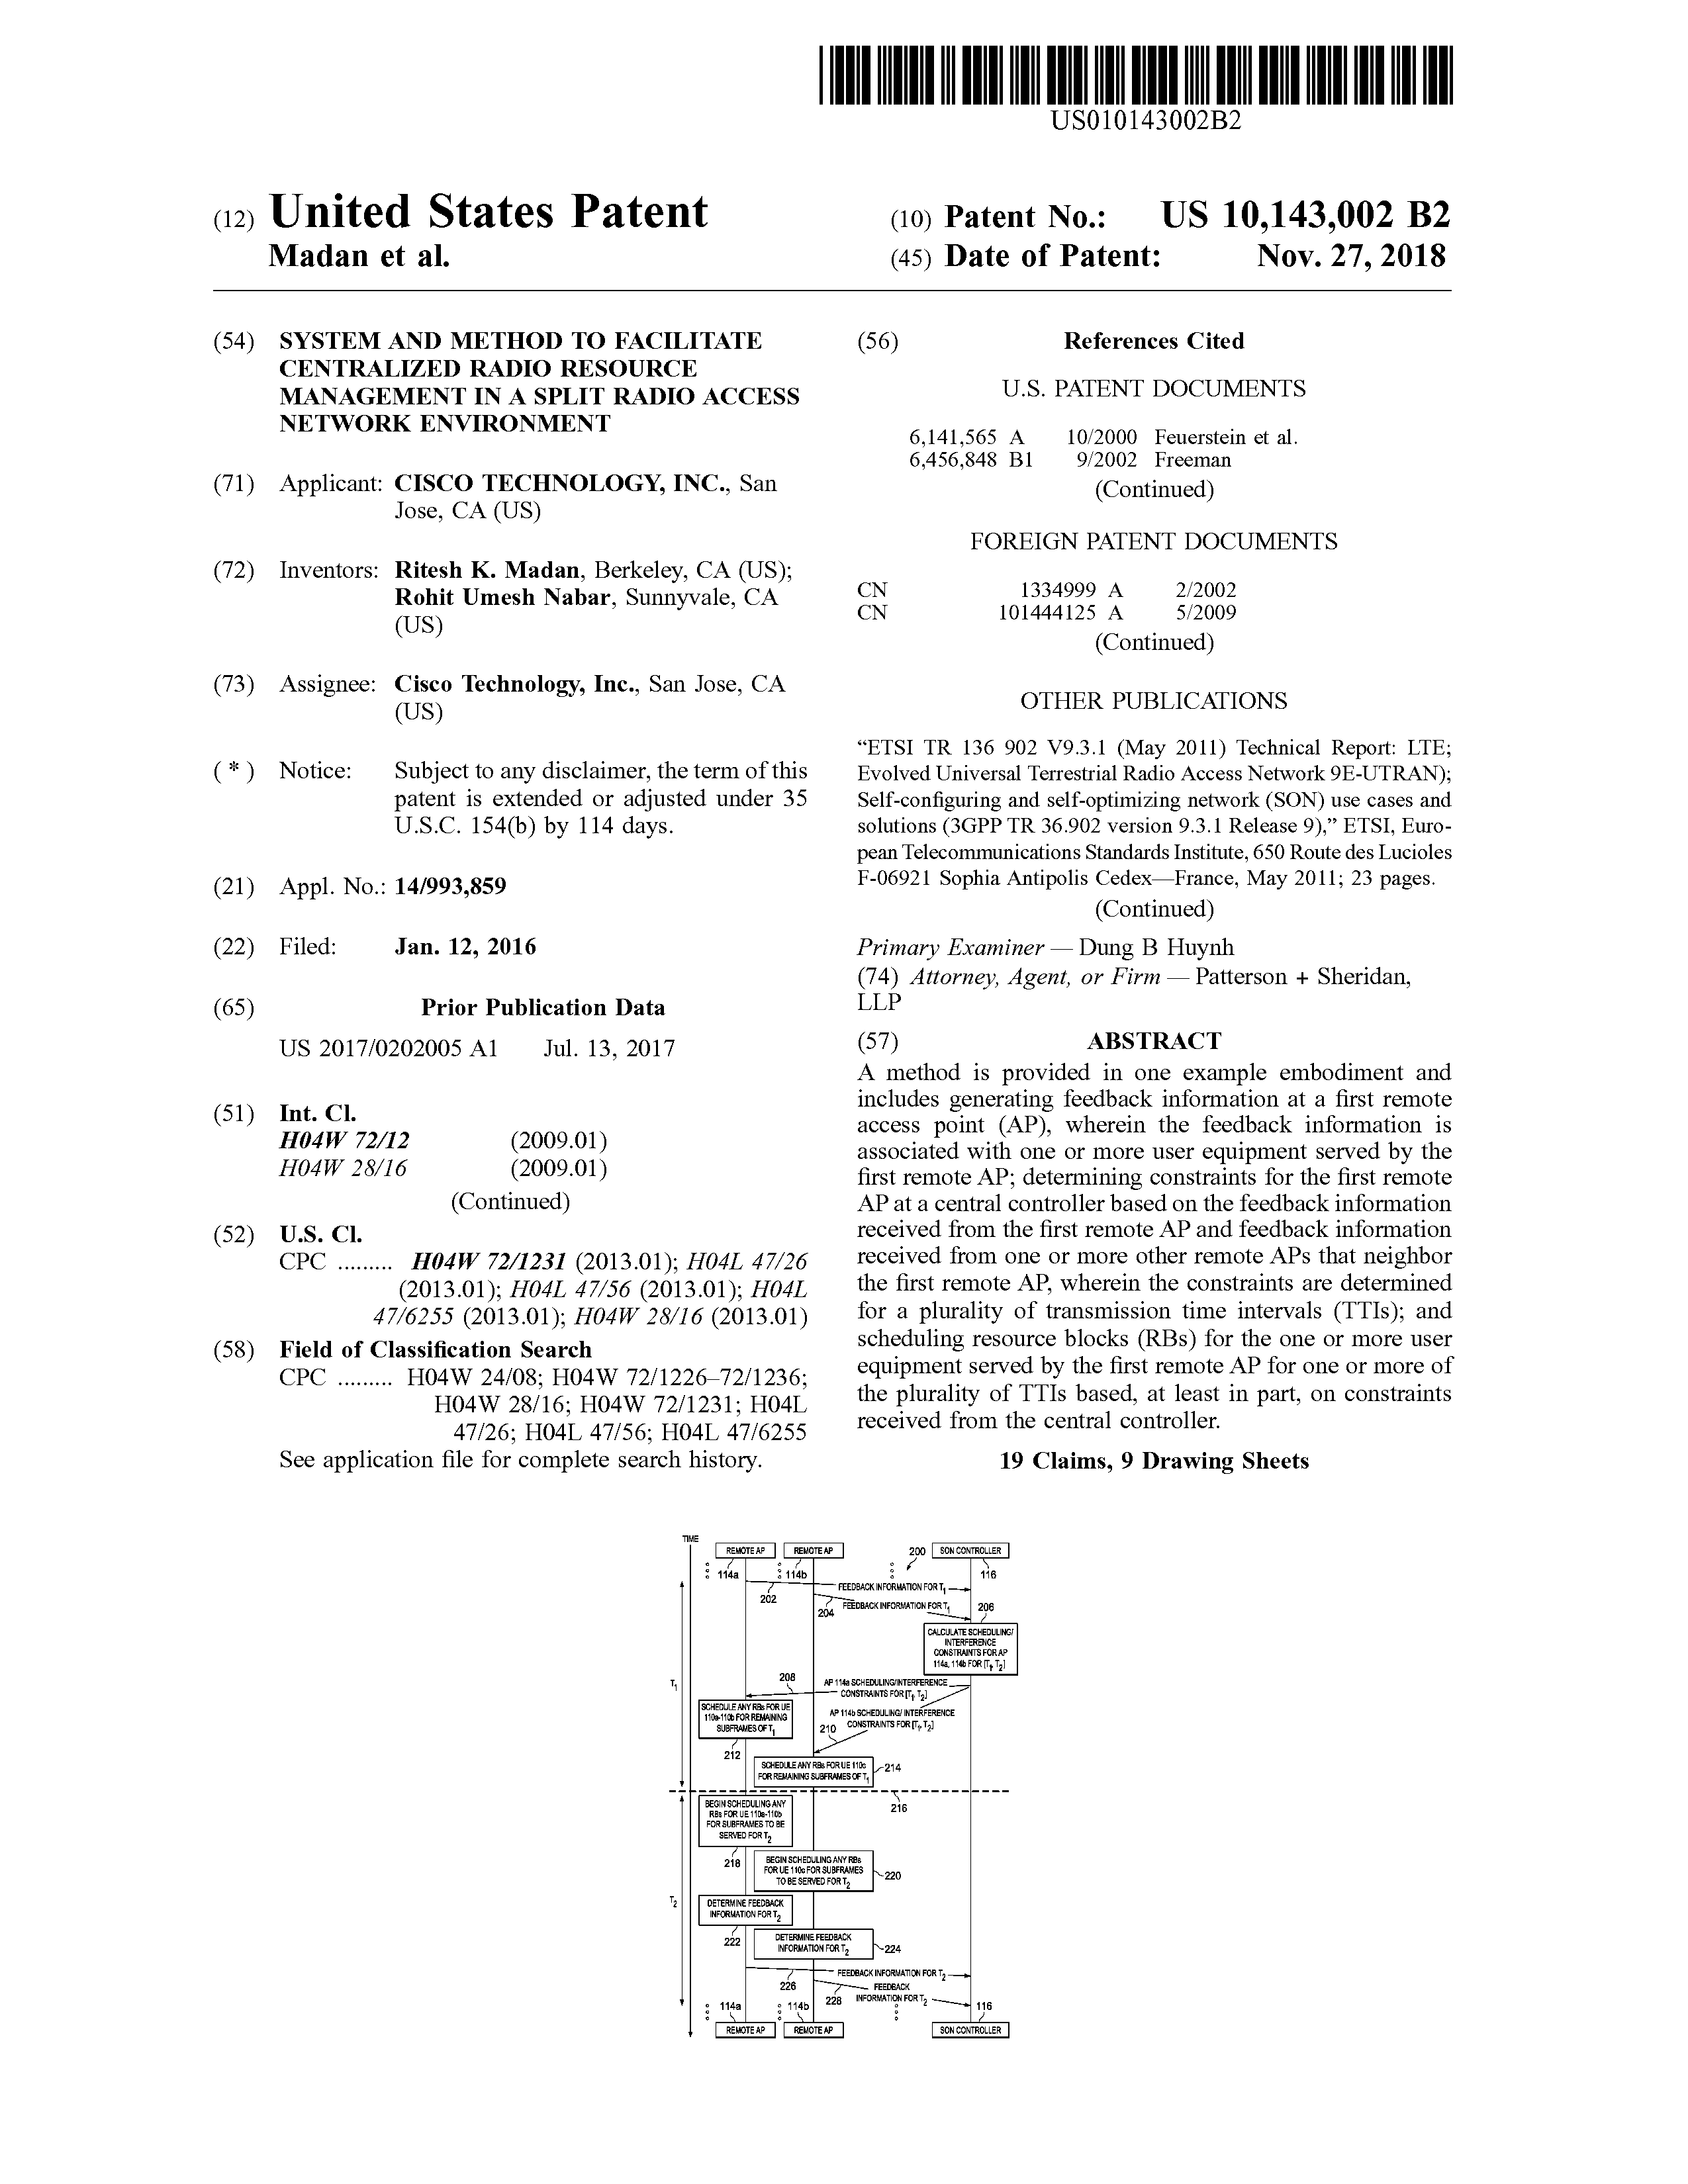 US010143002B2
(12) United States Patent
Madan et al.
(10) Patent No.: US 10,143,002 B2
(45) Date of Patent: Nov. 27, 2018
(54) SYSTEM AND METHOD TO FACILITATE
CENTRALIZED RADIO RESOURCE
MANAGEMENT IN A SPLIT RADIO ACCESS
NETWORK ENVIRONMENT
(71) Applicant: CISCO TECHNOLOGY, INC., San
Jose, CA (US)
(72) Inventors: Ritesh K. Madan, Berkeley, CA (US);
Rohit Umesh Nabar, Sunnyvale, CA
(US)
(73) Assignee: Cisco Technology, Inc., San Jose, CA
(US)
( * ) Notice: Subject to any disclaimer, the term of this
patent is extended or adjusted under 35
U.S.C. 154(b) by 114 days.
(21) Appl. No.: 14/993,859
(22) Filed: Jan. 12, 2016
(65) Prior Publication Data
US 2017/0202005 A1 Jul. 13, 2017
(51) Int. Cl.
H04W 72/12 (2009.01)
H04W 28/16 (2009.01)
(Continued)
(52) U.S. Cl.
CPC ......... H04W 72/1231 (2013.01); H04L 47/26
(2013.01); H04L 47/56 (2013.01); H04L
47/6255 (2013.01); H04W 28/16 (2013.01)
(58) Field of Classification Search
CPC ......... H04W 24/08; H04W 72/1226–72/1236;
H04W 28/16; H04W 72/1231; H04L
47/26; H04L 47/56; H04L 47/6255
See application file for complete search history.
(56) References Cited
U.S. PATENT DOCUMENTS
6,141,565 A 10/2000 Feuerstein et al.
6,456,848 B1 9/2002 Freeman
(Continued)
FOREIGN PATENT DOCUMENTS
CN 1334999 A 2/2002
CN 101444125 A 5/2009
(Continued)
OTHER PUBLICATIONS
“ETSI TR 136 902 V9.3.1 (May 2011) Technical Report: LTE;
Evolved Universal Terrestrial Radio Access Network 9E-UTRAN);
Self-configuring and self-optimizing network (SON) use cases and
solutions (3GPP TR 36.902 version 9.3.1 Release 9),” ETSI, Euro-
pean Telecommunications Standards Institute, 650 Route des Lucioles
F-06921 Sophia Antipolis Cedex—France, May 2011; 23 pages.
(Continued)
Primary Examiner — Dung B Huynh
(74) Attorney, Agent, or Firm — Patterson + Sheridan,
LLP
(57) ABSTRACT
A method is provided in one example embodiment and
includes generating feedback information at a first remote
access point (AP), wherein the feedback information is
associated with one or more user equipment served by the
first remote AP; determining constraints for the first remote
AP at a central controller based on the feedback information
received from the first remote AP and feedback information
received from one or more other remote APs that neighbor
the first remote AP, wherein the constraints are determined
for a plurality of transmission time intervals (TTIs); and
scheduling resource blocks (RBs) for the one or more user
equipment served by the first remote AP for one or more of
the plurality of TTIs based, at least in part, on constraints
received from the central controller.
19 Claims, 9 Drawing Sheets
TIME
REMOTE AP REMOTE AP 200 SON CONTROLLER
114a 114b 116
FEEDBACK INFORMATION FOR T1
202
204 FEEDBACK INFORMATION FOR T1 206
CALCULATE SCHEDULING/
INTERFERENCE
CONSTRAINTS FOR AP
114a, 114b FOR [T1, T2]
T1
208 AP 114a SCHEDULING/INTERFERENCE
CONSTRAINTS FOR [T1, T2]
SCHEDULE ANY RBs FOR UE
110a-110b FOR REMAINING
SUBFRAMES OF T1
AP 114b SCHEDULING/ INTERFERENCE
210 CONSTRAINTS FOR [T1, T2]
212
SCHEDULE ANY RBs FOR UE 110c
FOR REMAINING SUBFRAMES OF T1
214
216
BEGIN SCHEDULING ANY
RBs FOR UE 110a-110b
FOR SUBFRAMES TO BE
SERVED FOR T2
218
BEGIN SCHEDULING ANY RBs
FOR UE 110c FOR SUBFRAMES
TO BE SERVED FOR T2
220
T2
DETERMINE FEEDBACK
INFORMATION FOR T2
222
DETERMINE FEEDBACK
INFORMATION FOR T2
224
FEEDBACK INFORMATION FOR T2
226
228 FEEDBACK
INFORMATION FOR T2
114a 114b 116
REMOTE AP REMOTE AP SON CONTROLLER